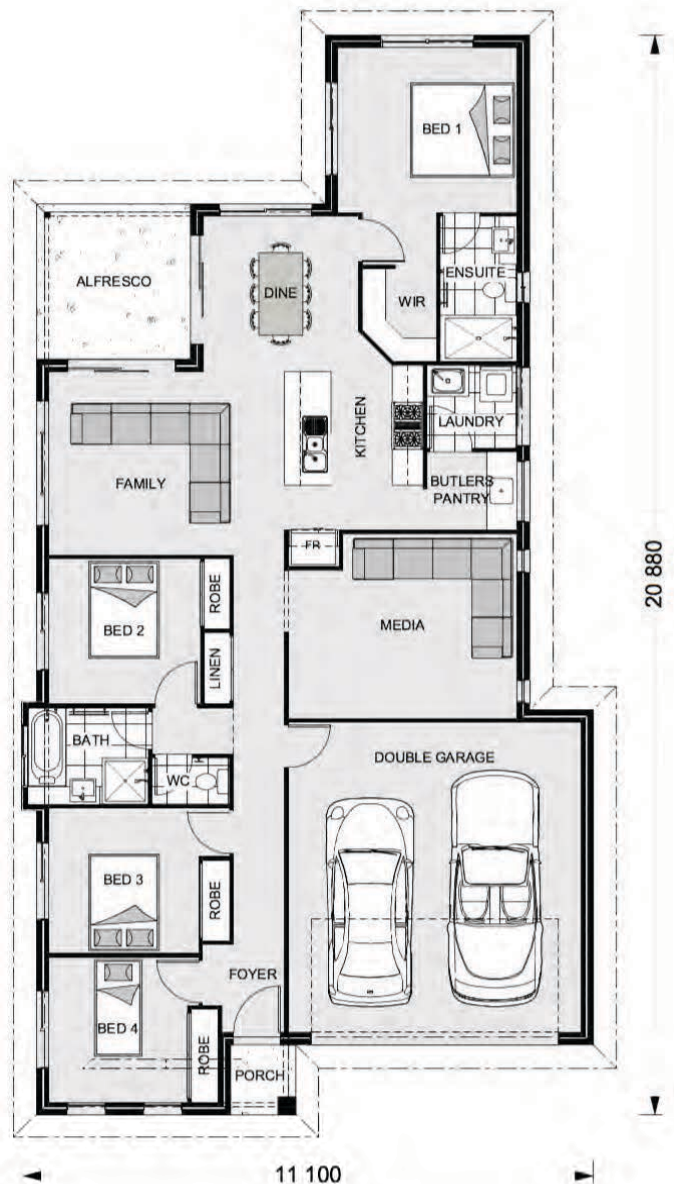 BED 1
ALFRESCO
DINE
ENSUITE
WIR
KITCHEN
LAUNDRY
FAMILY
BUTLERS
PANTRY
FR
ROBE
BED 2
MEDIA
LINEN
20 880
BATH
WC
DOUBLE GARAGE
BED 3
ROBE
FOYER
BED 4
ROBE
PORCH
11 100